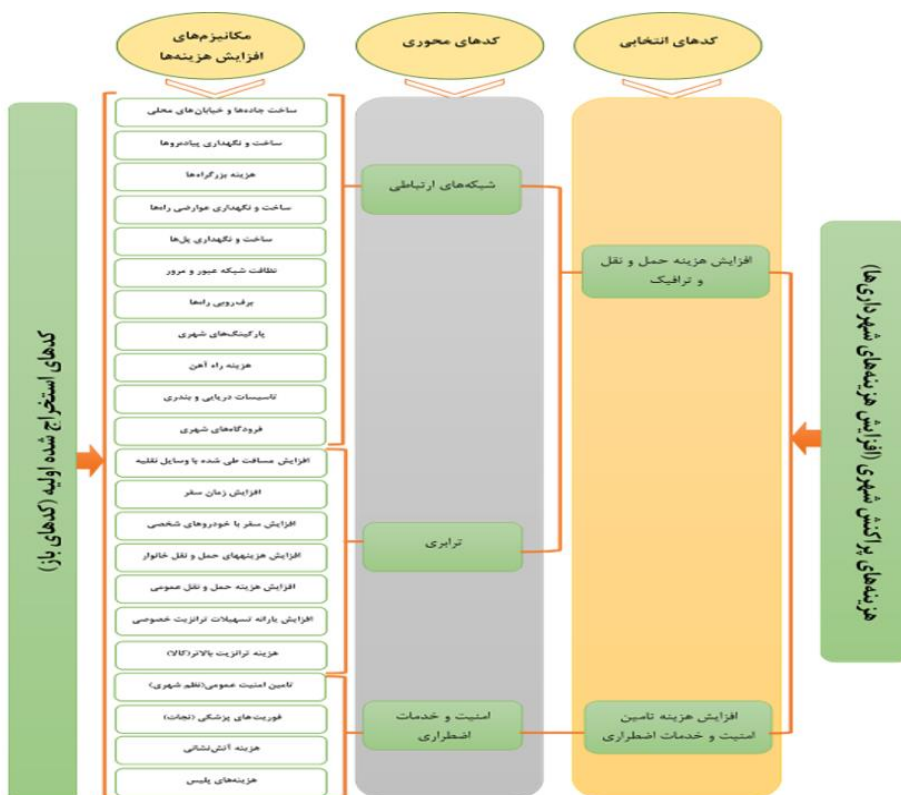 کدهای انتخابی
کدهای محوری
مکانیزم‌های
افزایش هزینه‌ها
هزینه‌های پراکنش شهری (افزایش هزینه‌های شهرداری‌ها)
افزایش هزینه حمل و نقل
و ترافیک
افزایش هزینه تامین
امنیت و خدمات اضطراری
شبکه‌های ارتباطی
ترابری
امنیت و خدمات
اضطراری
ساخت جاده‌ها و خیابان‌های محلی
ساخت و نگهداری پیاده‌روها
هزینه بزرگراه‌ها
ساخت و نگهداری عوارضی راه‌ها
ساخت و نگهداری پل‌ها
نظافت شبکه عبور و مرور
برف‌روبی راه‌ها
پارکینگ‌های شهری
هزینه راه آهن
تاسیسات دریایی و بندری
فرودگاه‌های شهری
افزایش مسافت طی شده با وسایل نقلیه
افزایش زمان سفر
افزایش سفر با خودروهای شخصی
افزایش هزینههای حمل و نقل خانوار
افزایش هزینه حمل و نقل عمومی
افزایش یارانه تسهیلات ترانزیت خصوصی
هزینه ترانزیت بالاتر(کالا)
تامین امنیت عمومی(نظم شهری)
فوریت‌های پزشکی (نجات)
هزینه آتش‌نشانی
هزینه‌های پلیس
کدهای استخراج شده اولیه (کدهای باز)